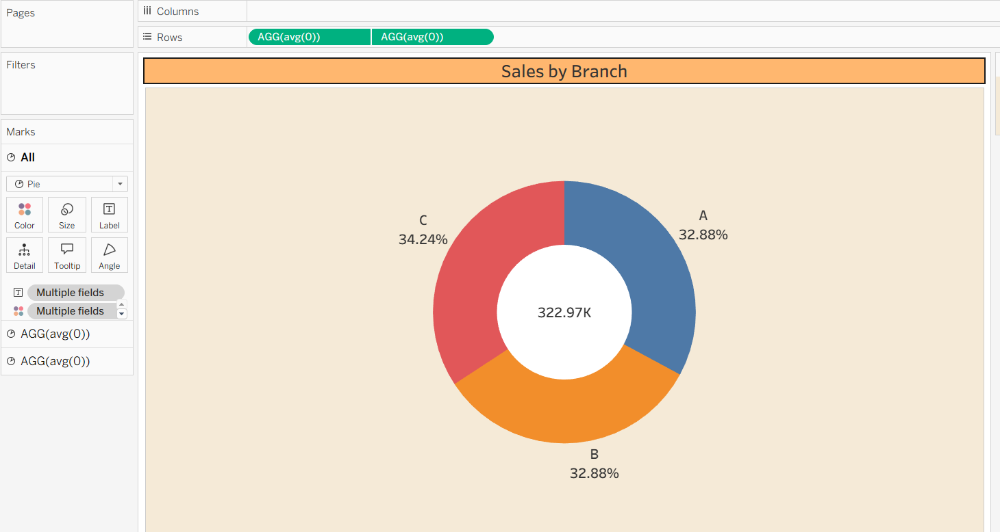 Pages
Columns
Rows
AGG(avg(0)) AGG(avg(0))
Filters
Sales by Branch
Marks
All
Pie
Color Size Label
Detail Tooltip Angle
T Multiple fields
Multiple fields
AGG(avg(0))
AGG(avg(0))
A
32.88%
C
34.24%
322.97K
B
32.88%